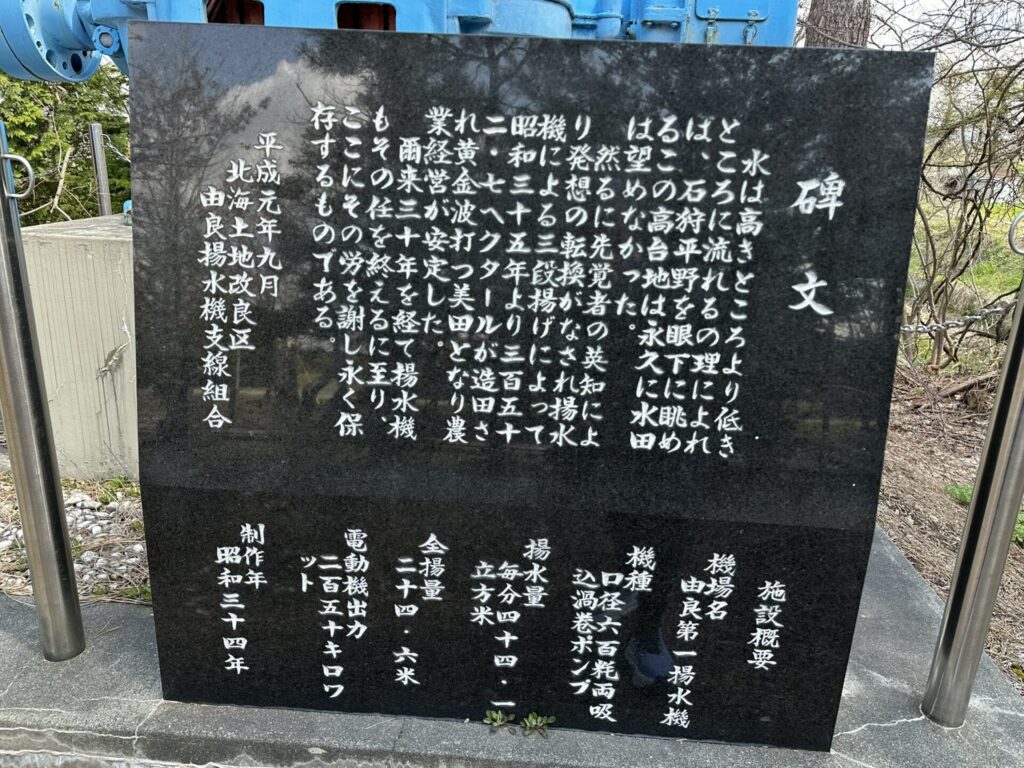 碑文
水は高きところより低き
ところに流れるの理によれ
ば、石狩平野を眼下に眺め
るこの高台地は永久に水田
は望めなかった。
然るに先覚者の英知によ
り発想の転換がなされ揚水
機による三段揚げによって
昭和三十五年より三百五十
二・七ヘクタールが造田さ
れ黄金波打つ美田となり農
業経営が安定した。
爾来三十年を経て揚水機
もその任を終えるに至り、
ここにその労を謝し永く保
存するものである。
平成元年九月
北海土地改良区
由良揚水機支線組合
施設概要
機場名
由良第一揚水機
機種
口径六百粍両吸
込渦巻ポンプ
揚水量
毎分四十四・一
立方米
全揚量
二十四・六米
電動機出力
二百五十キロワ
ット
制作年
昭和三十四年